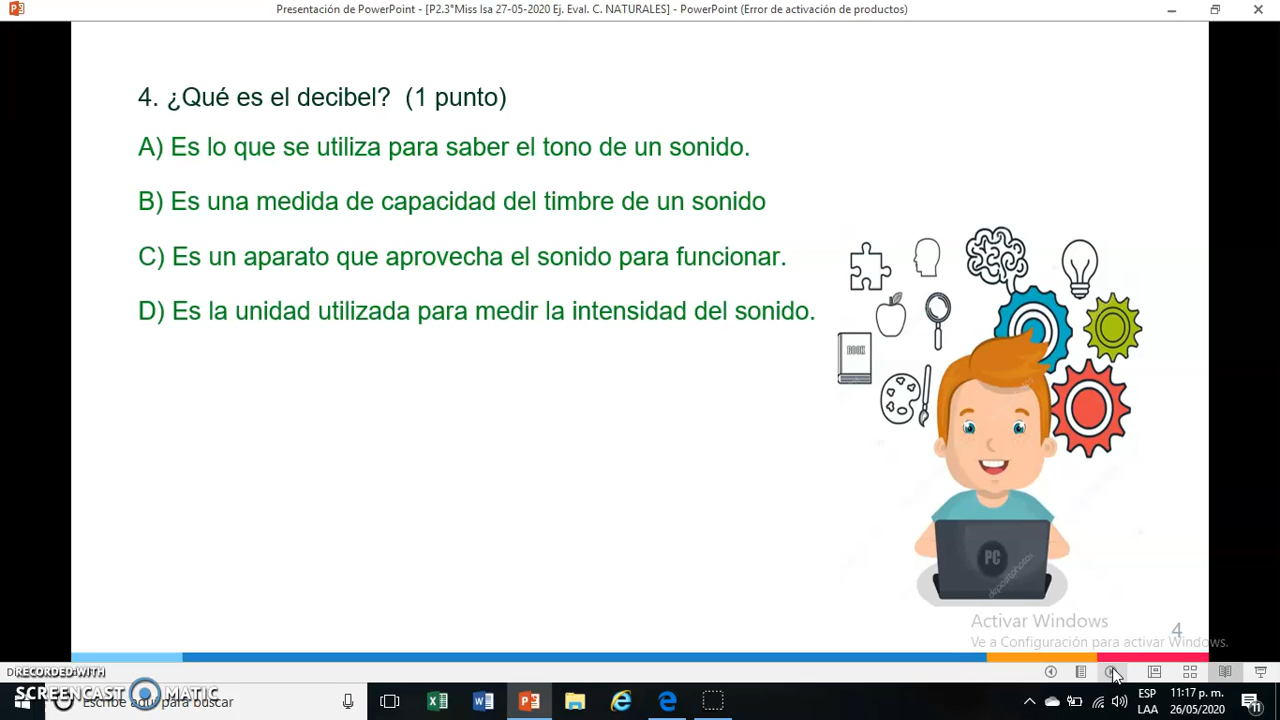 Presentación de PowerPoint - [P2.3°Miss Isa 27-05-2020 Ej. Eval. C. NATURALES] - PowerPoint (Error de activación de productos)
4. ¿Qué es el decibel? (1 punto)
A) Es lo que se utiliza para saber el tono de un sonido.
B) Es una medida de capacidad del timbre de un sonido
C) Es un aparato que aprovecha el sonido para funcionar.
D) Es la unidad utilizada para medir la intensidad del sonido.
BOOK
PC
depositphotos
Activar Windows
4
Ve a Configuración para activar Windows.
RECORDED WITH
SCREENCAST MATIC
Escribe aquí para buscar
ESP
LAA
11:17 p. m.
26/05/2020
11